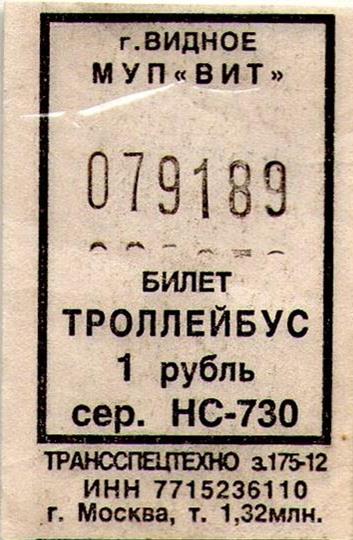 г. ВИДНОЕ
МУП «ВИТ»
079189
БИЛЕТ
ТРОЛЛЕЙБУС
1 рубль
сер. НС-730
ТРАНССПЕЦТЕХНО з.175-12
ИНН 7715236110
г. Москва, т. 1,32млн.